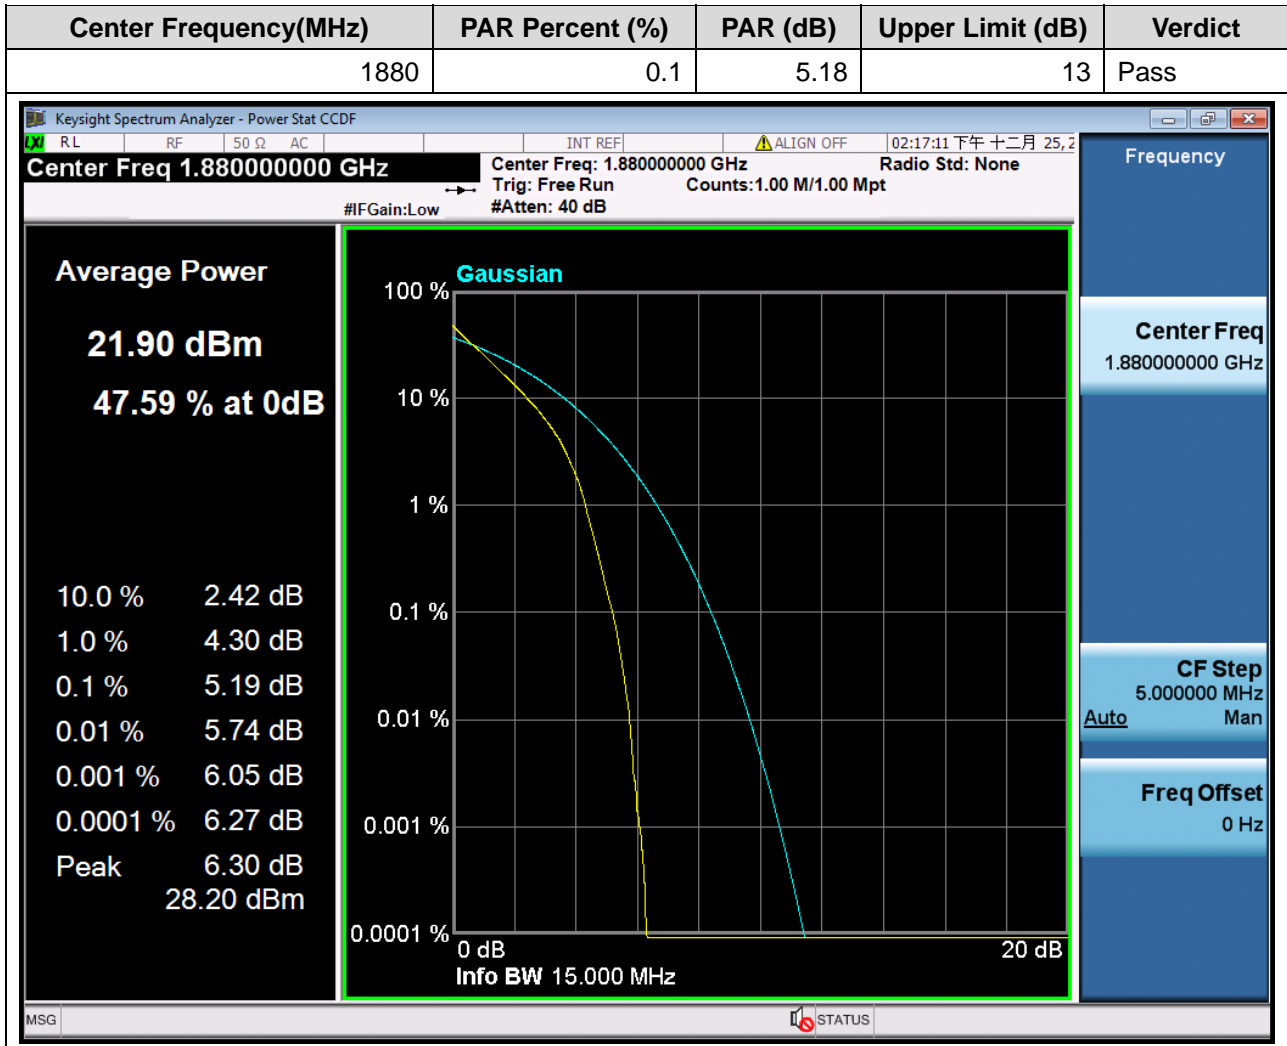 Center Frequency(MHz) PAR Percent (%) PAR (dB) Upper Limit (dB) Verdict
1880 0.1 5.18 13 Pass
Keysight Spectrum Analyzer - Power Stat CCDF
LXI RL RF 50 Ω AC INT REF ALIGN OFF 02:17:11 下午 十二月 25, 2
Center Freq 1.880000000 GHz
Center Freq: 1.880000000 GHz Radio Std: None
Trig: Free Run Counts:1.00 M/1.00 Mpt
#IFGain:Low #Atten: 40 dB
Frequency
Average Power
21.90 dBm
47.59 % at 0dB
10.0 % 2.42 dB
1.0 % 4.30 dB
0.1 % 5.19 dB
0.01 % 5.74 dB
0.001 % 6.05 dB
0.0001 % 6.27 dB
Peak 6.30 dB
28.20 dBm
Gaussian
100 %
10 %
1 %
0.1 %
0.01 %
0.001 %
0.0001 %
0 dB 20 dB
Info BW 15.000 MHz
Center Freq
1.880000000 GHz
CF Step
5.000000 MHz
Auto Man
Freq Offset
0 Hz
MSG STATUS